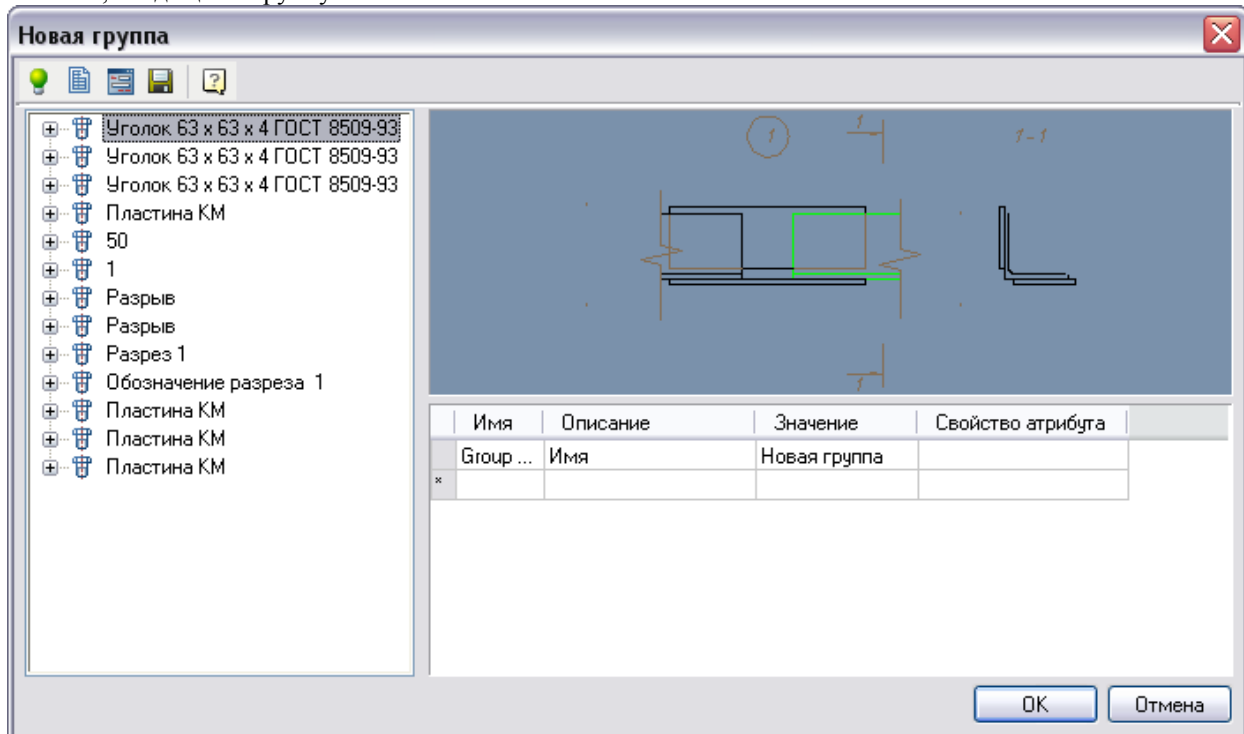 Новая группа
Уголок 63 x 63 x 4 ГОСТ 8509-93
Уголок 63 x 63 x 4 ГОСТ 8509-93
Уголок 63 x 63 x 4 ГОСТ 8509-93
Пластина КМ
50
1
Разрыв
Разрыв
Разрез 1
Обозначение разреза 1
Пластина КМ
Пластина КМ
Пластина КМ
1
1
1-1
1
Имя Описание Значение Свойство атрибута
Group ... Имя Новая группа
*
OK Отмена